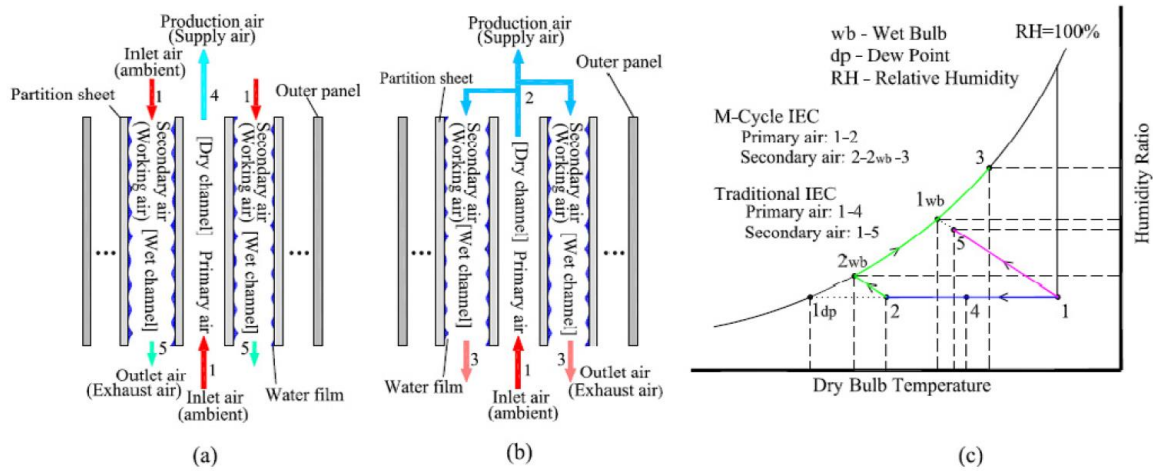 Production air
(Supply air)
Inlet air
(ambient)
Partition sheet
1
4
1
Outer panel
Secondary air
(Working air)
[Wet channel]
[Dry channel]
Primary air
Secondary air
(Working air)
[Wet channel]
...
...
5
5
1
Outlet air
(Exhaust air)
Inlet air
(ambient)
Water film
(a)
Production air
(Supply air)
Partition sheet
2
Outer panel
Secondary air
(Working air)
[Wet channel]
[Dry channel]
Primary air
Secondary air
(Working air)
[Wet channel]
...
...
3
3
1
Water film
Inlet air
(ambient)
Outlet air
(Exhaust air)
(b)
wb - Wet Bulb
dp - Dew Point
RH - Relative Humidity
RH=100%
M-Cycle IEC
Primary air: 1-2
Secondary air: 2-2wb-3
Traditional IEC
Primary air: 1-4
Secondary air: 1-5
3
1wb
5
2wb
1dp
2
4
1
Humidity Ratio
Dry Bulb Temperature
(c)